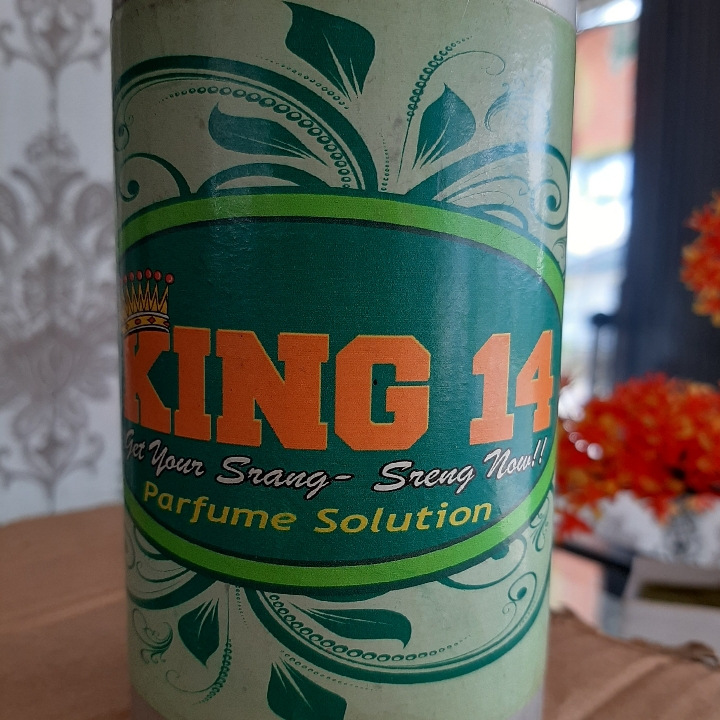 KING 14
Get Your Srang- Sreng Now!!
Parfume Solution